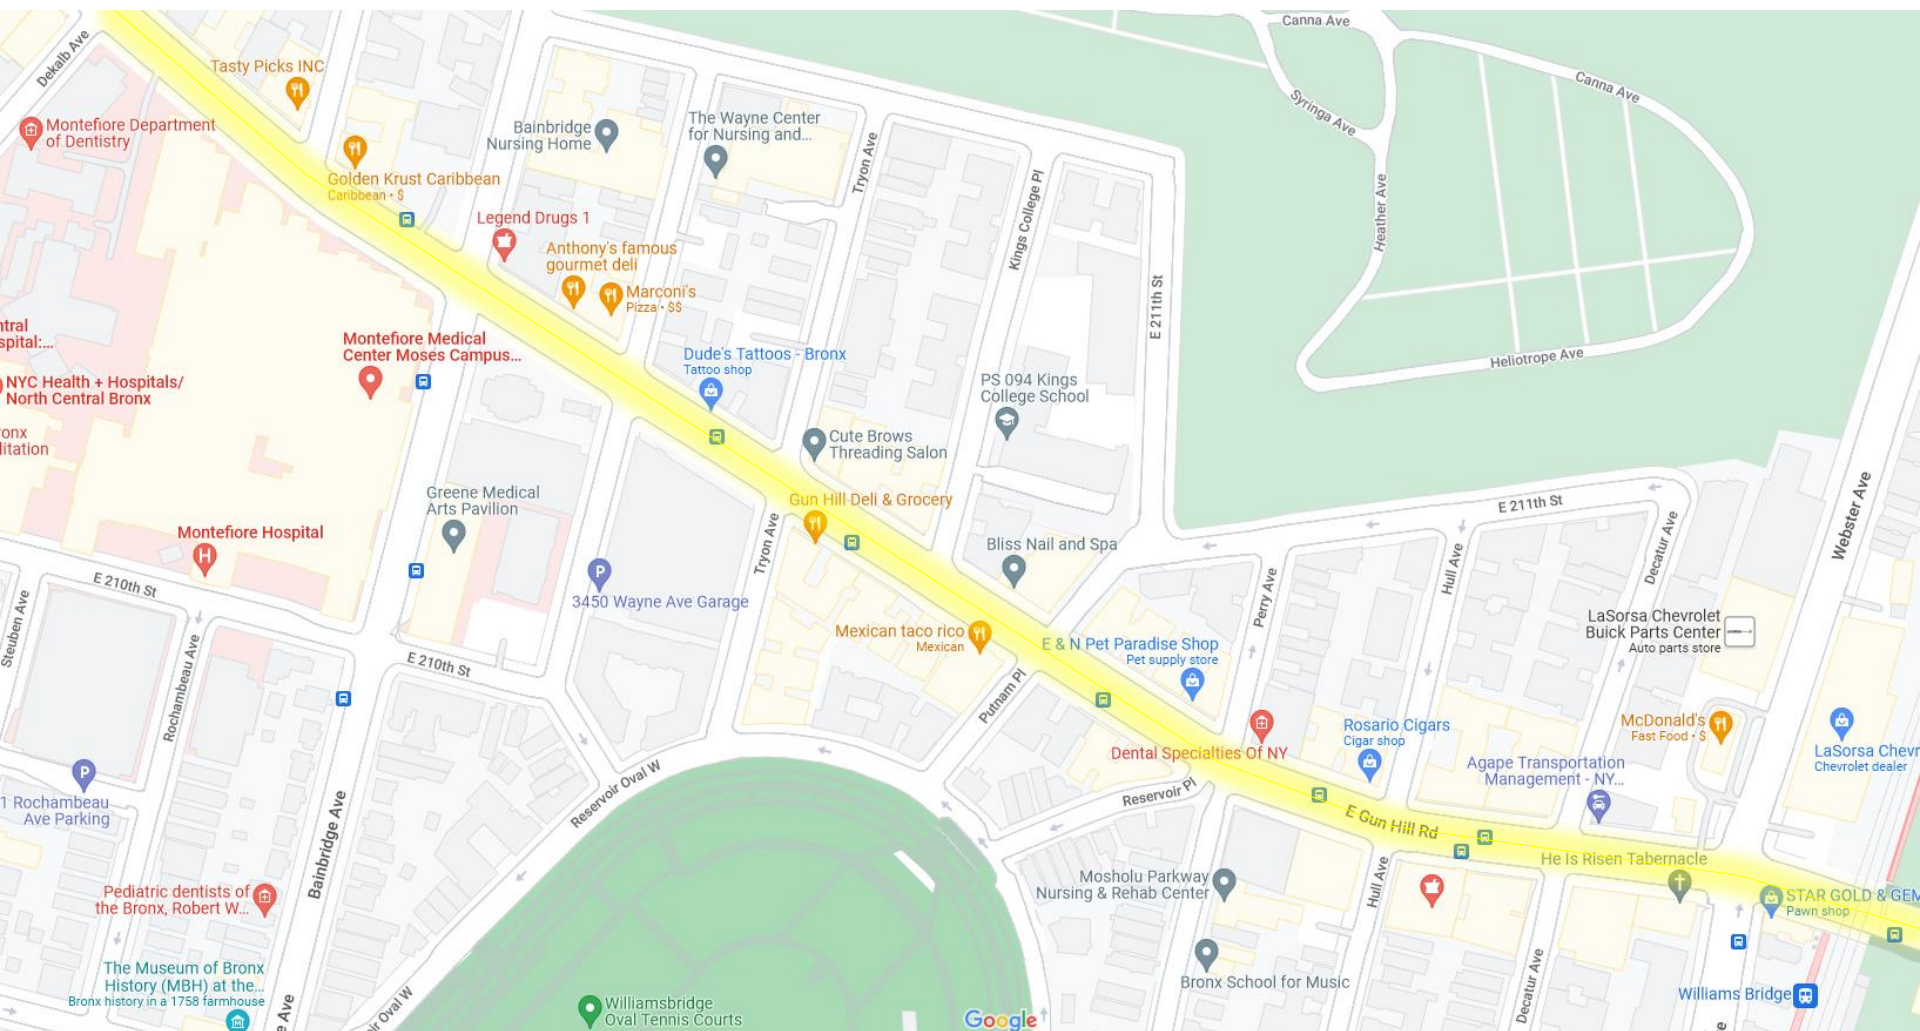 Canna Ave
Dekalb Ave
Tasty Picks INC
Canna Ave
Syringa Ave
Montefiore Department
of Dentistry
Bainbridge
Nursing Home
The Wayne Center
for Nursing and...
Tryon Ave
Golden Krust Caribbean
Caribbean • $
Kings College Pl
Heather Ave
Legend Drugs 1
Anthony's famous
gourmet deli
Marconi's
Pizza • $$
E 211th St
ntral
spital:...
Montefiore Medical
Center Moses Campus...
Dude's Tattoos - Bronx
Tattoo shop
Heliotrope Ave
NYC Health + Hospitals/
North Central Bronx
PS 094 Kings
College School
ronx
litation
Cute Brows
Threading Salon
Greene Medical
Arts Pavilion
Gun Hill Deli & Grocery
E 211th St
Webster Ave
Montefiore Hospital
H
Tryon Ave
Bliss Nail and Spa
Decatur Ave
Hull Ave
E 210th St
P
3450 Wayne Ave Garage
Perry Ave
Steuben Ave
Rochambeau Ave
Mexican taco rico
Mexican
E & N Pet Paradise Shop
Pet supply store
LaSorsa Chevrolet
Buick Parts Center
Auto parts store
E 210th St
Putnam Pl
Rosario Cigars
Cigar shop
McDonald's
Fast Food • $
Dental Specialties Of NY
LaSorsa Chevr
Chevrolet dealer
Agape Transportation
Management - NY...
P
1 Rochambeau
Ave Parking
Reservoir Oval W
Reservoir Pl
E Gun Hill Rd
Bainbridge Ave
He Is Risen Tabernacle
Mosholu Parkway
Nursing & Rehab Center
Hull Ave
Pediatric dentists of
the Bronx, Robert W...
STAR GOLD & GEM
Pawn shop
The Museum of Bronx
History (MBH) at the...
Bronx history in a 1758 farmhouse
Bronx School for Music
Decatur Ave
Williams Bridge
Williamsbridge
Oval Tennis Courts
oir Oval W
e Ave
Google
e